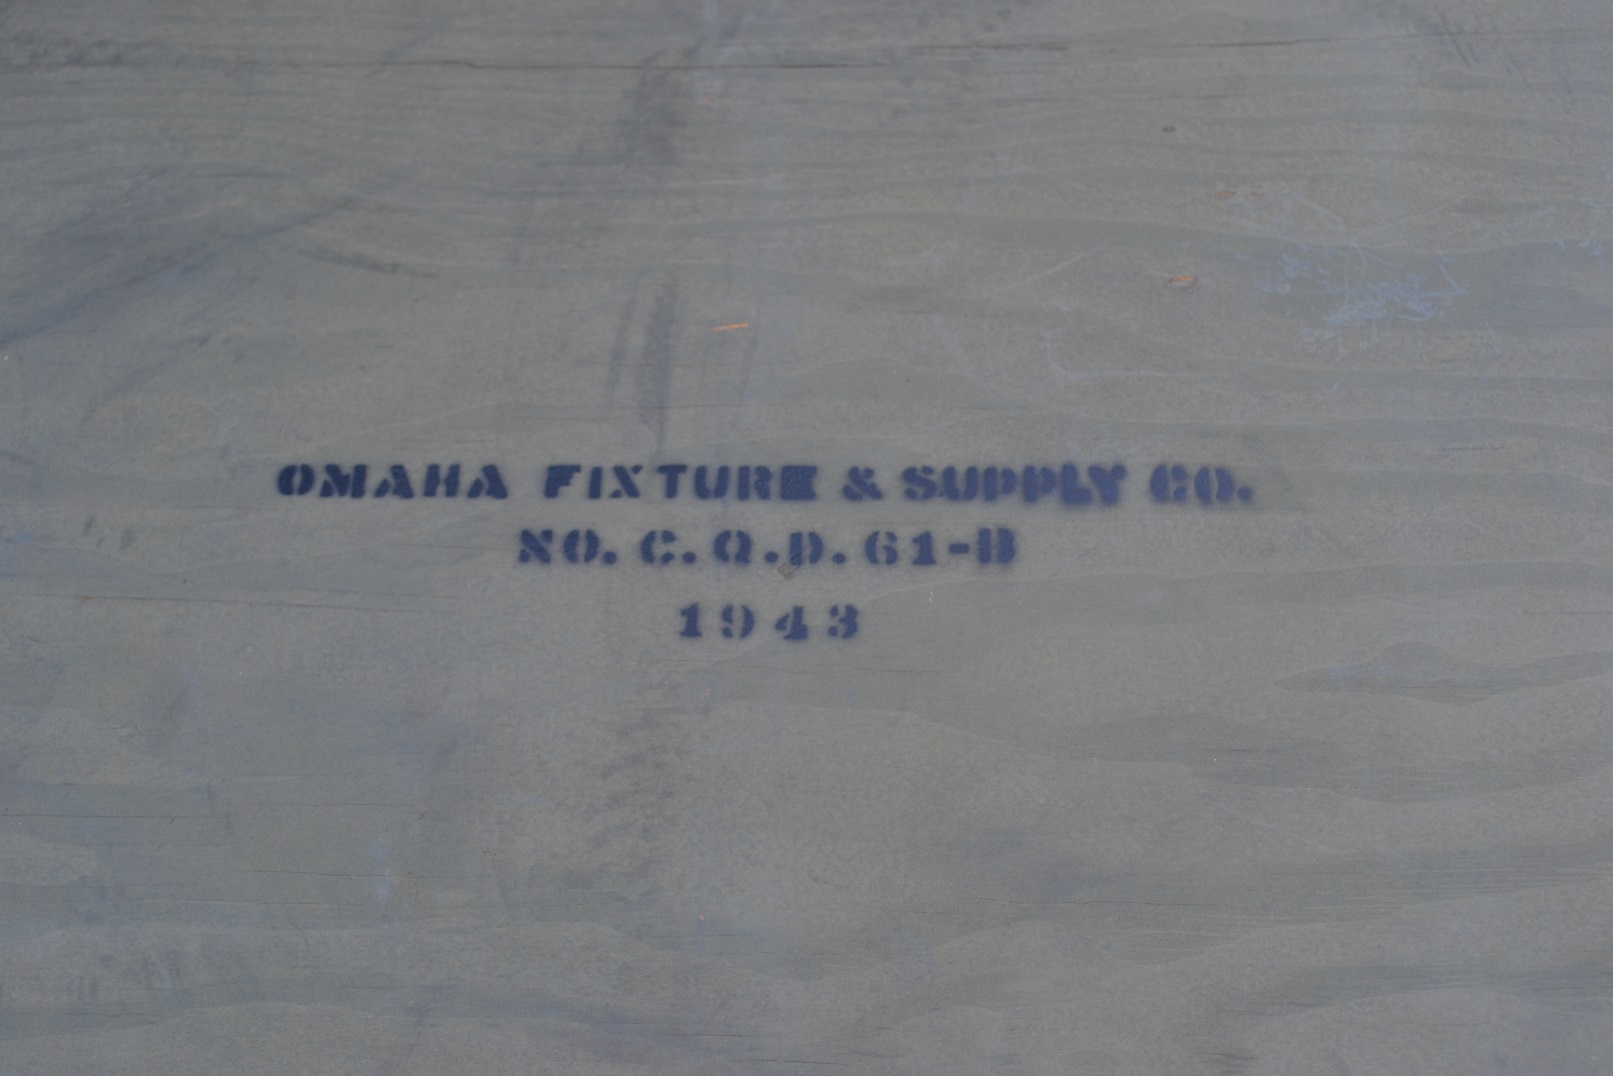 OMAHA FIXTURE & SUPPLY CO.
NO. C.Q.D. 61-B
1943